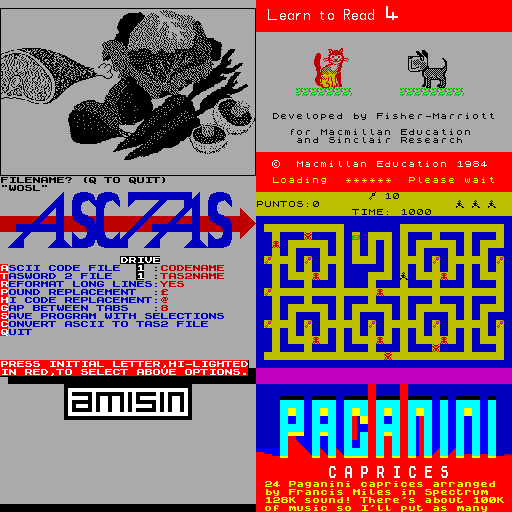 FILENAME? (Q TO QUIT)
"WOSL"
Learn to Read 4
Developed by Fisher-Marriott
for Macmillan Education
and Sinclair Research
© Macmillan Education 1984
Loading ****** Please wait
ASC/TAS
DRIVE
ASCII CODE FILE 1 :CODENAME
TASWORD 2 FILE 1 :TAS2NAME
REFORMAT LONG LINES:YES
POUND REPLACEMENT :£
HI CODE REPLACEMENT:@
GAP BETWEEN TABS :8
SAVE PROGRAM WITH SELECTIONS
CONVERT ASCII TO TAS2 FILE
QUIT
PRESS INITIAL LETTER,HI-LIGHTED
IN RED,TO SELECT ABOVE OPTIONS.
10
PUNTOS:0
TIME: 1000
amisin
PAGANINI
CAPRICES
24 Paganini caprices arranged
by Francis Miles in Spectrum
128K sound! There's about 100K
of music so I'll put as many